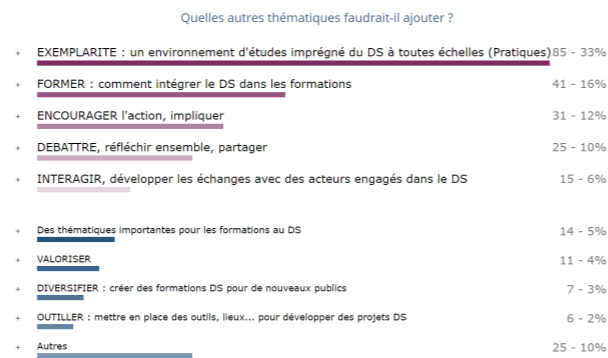 Quelles autres thématiques faudrait-il ajouter ?
+ EXEMPLARITE : un environnement d'études imprégné du DS à toutes échelles (Pratiques) 85 - 33%
+ FORMER : comment intégrer le DS dans les formations 41 - 16%
+ ENCOURAGER l'action, impliquer 31 - 12%
+ DEBATTRE, réfléchir ensemble, partager 25 - 10%
+ INTERAGIR, développer les échanges avec des acteurs engagés dans le DS 15 - 6%
+ Des thématiques importantes pour les formations au DS 14 - 5%
+ VALORISER 11 - 4%
+ DIVERSIFIER : créer des formations DS pour de nouveaux publics 7 - 3%
+ OUTILLER : mettre en place des outils, lieux... pour développer des projets DS 6 - 2%
+ Autres 25 - 10%